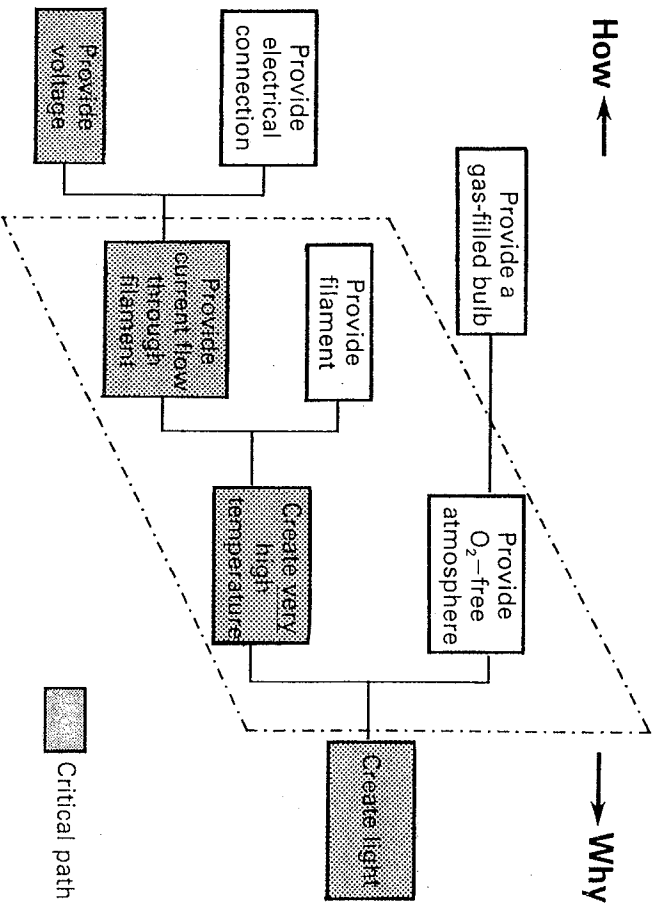 How
Why
Provide a
gas-filled bulb
Provide
O₂–free
atmosphere
Create light
Provide
filament
Provide
electrical
connection
Create very
high
temperature
Provide
current flow
through
filament
Provide
voltage
Critical path